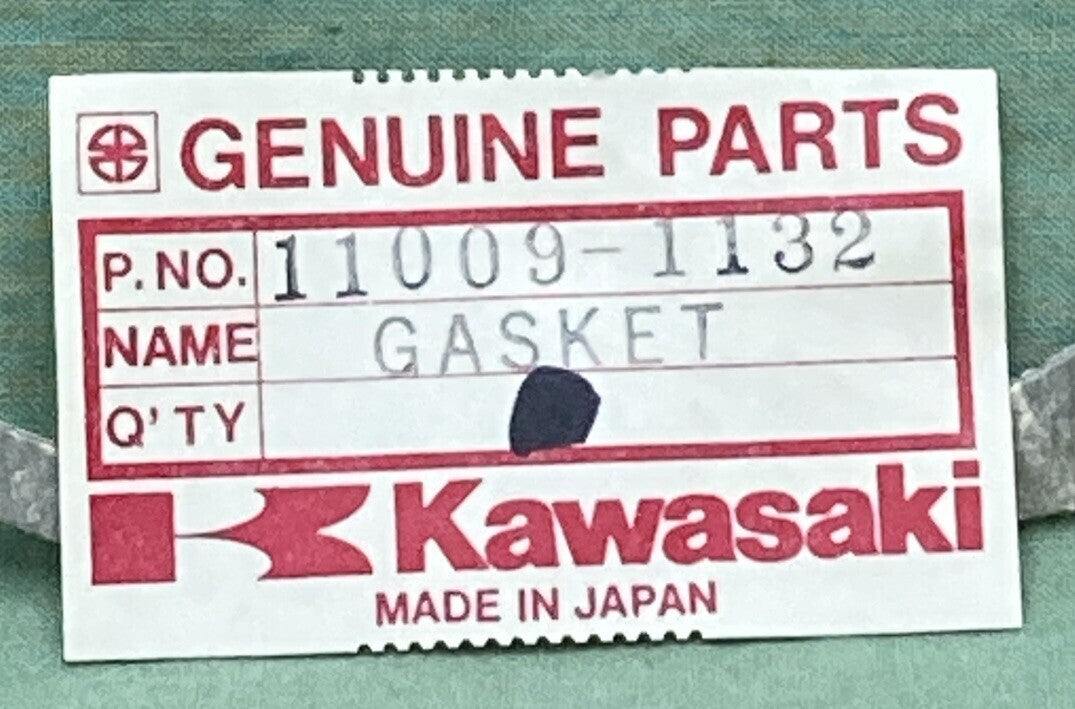 GENUINE PARTS
P.NO. 11009-1132
NAME GASKET
Q'TY
Kawasaki
MADE IN JAPAN